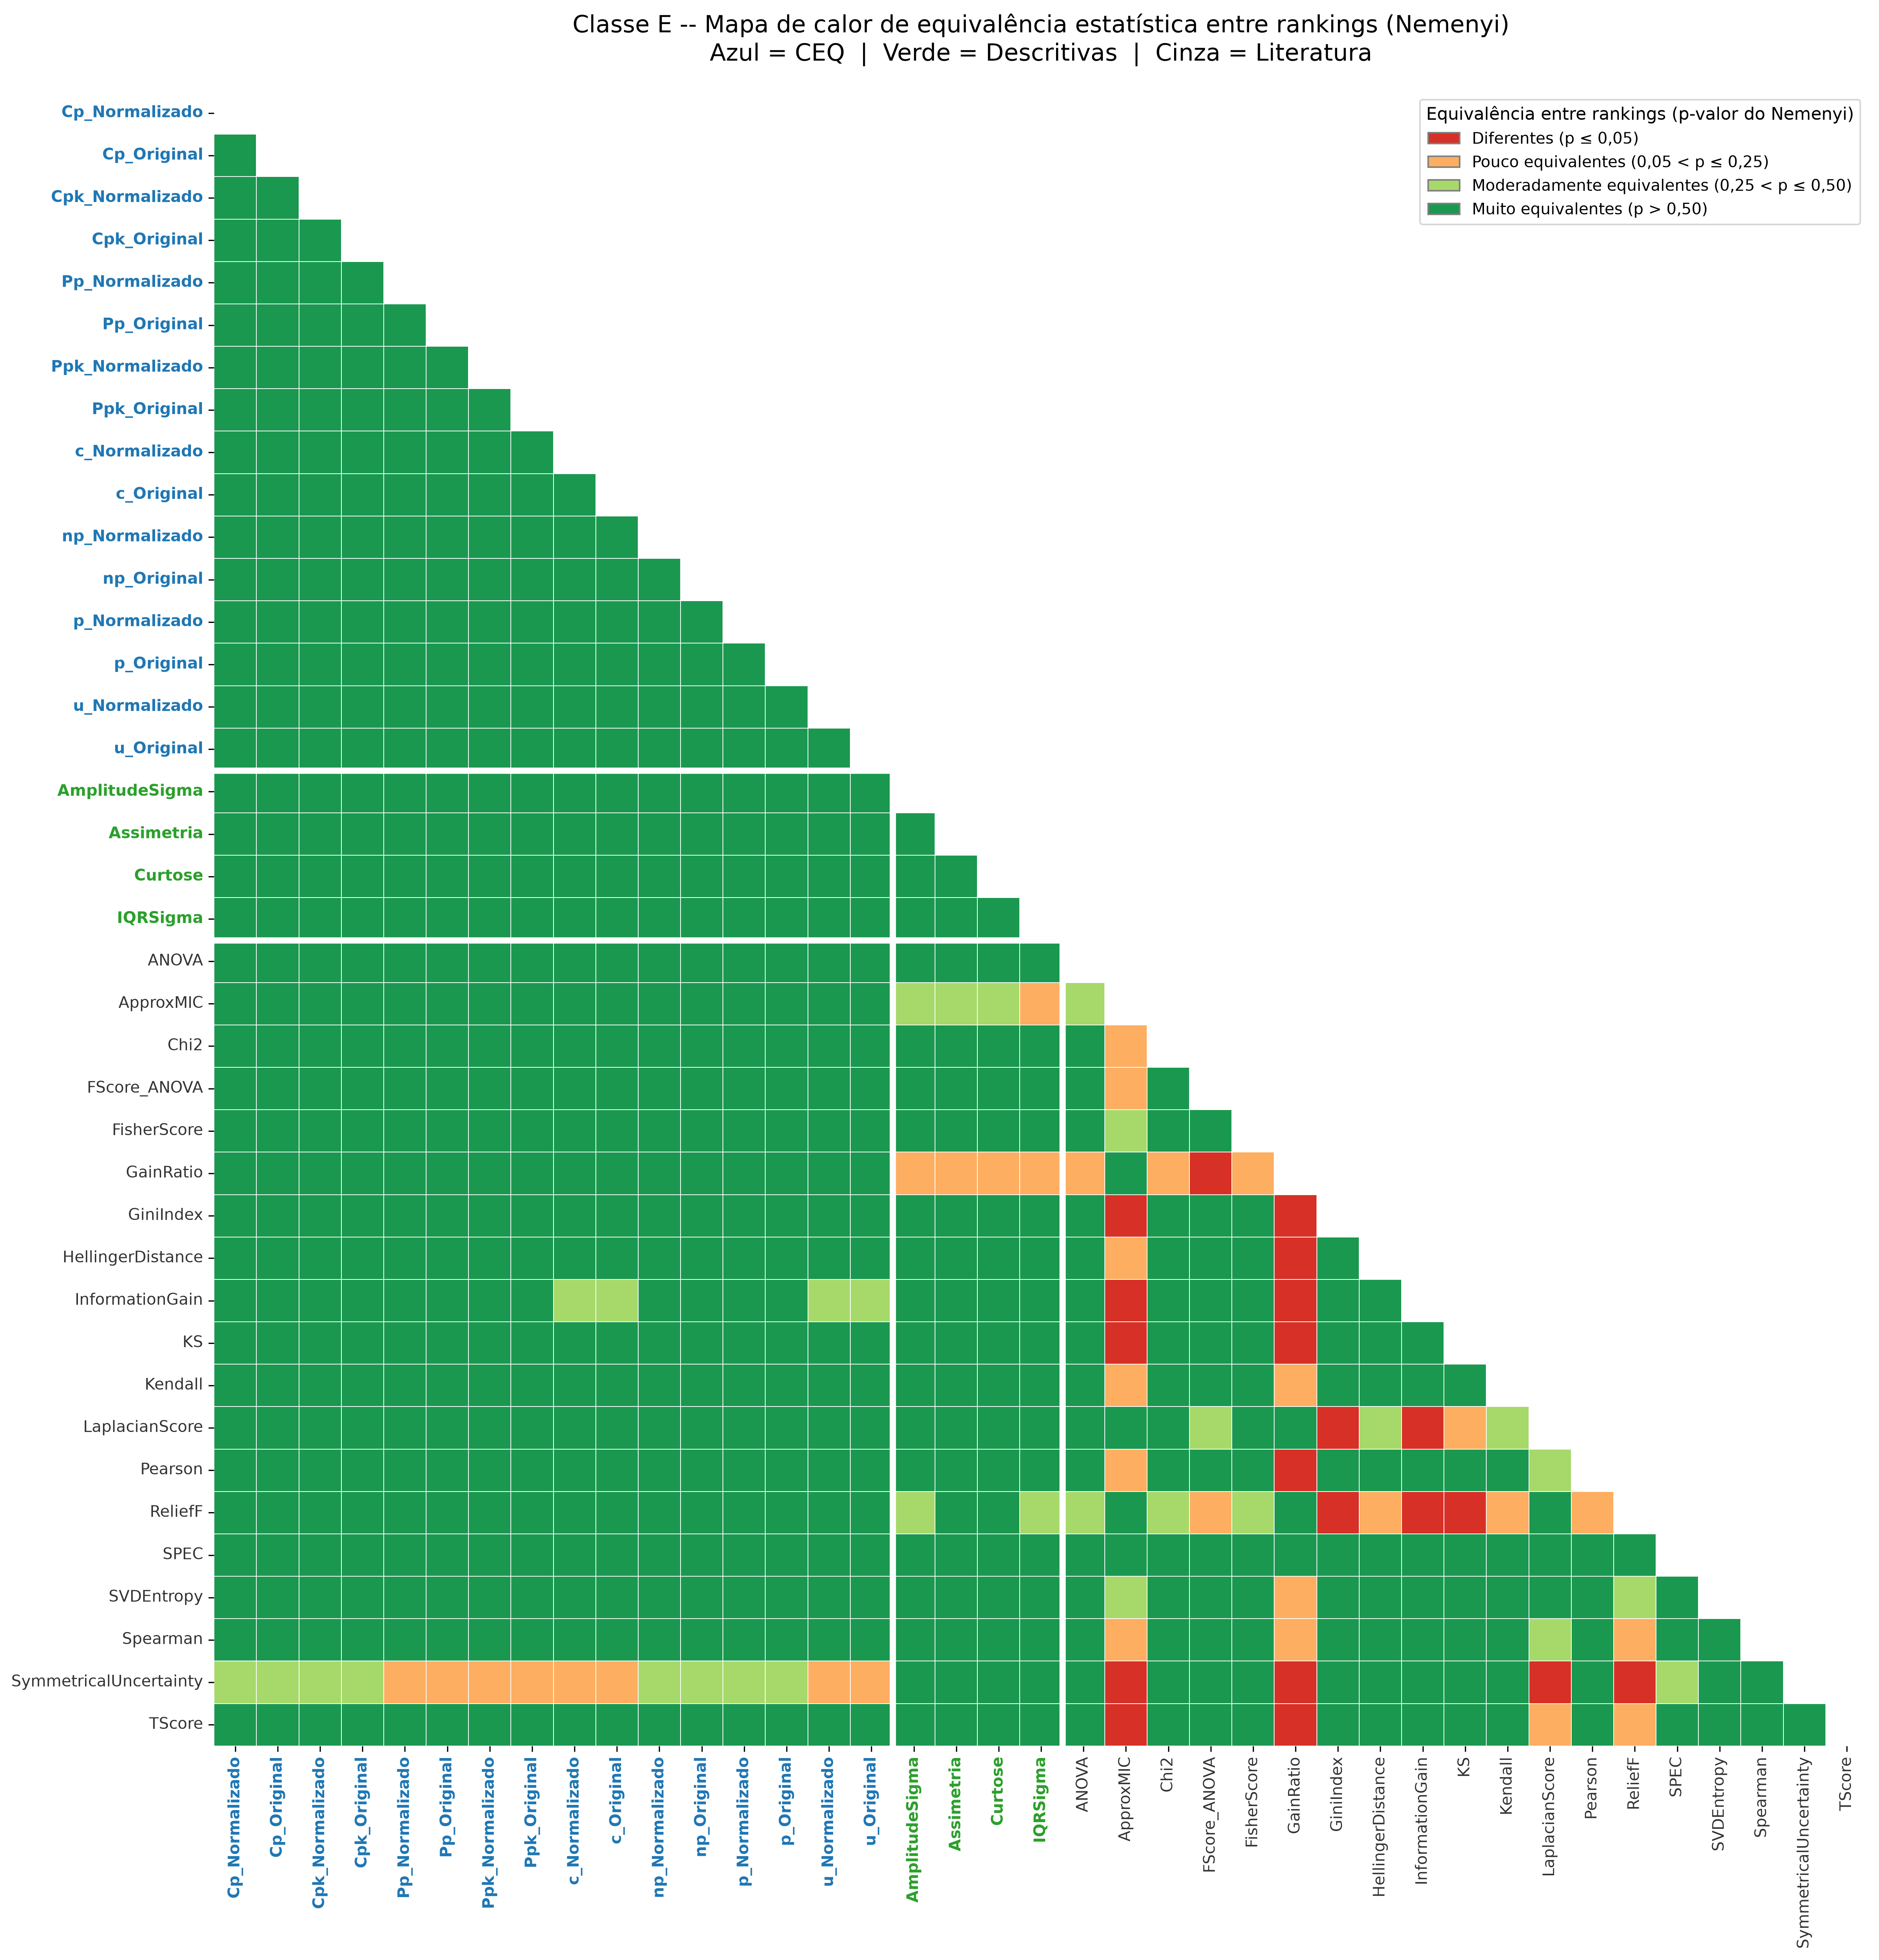 Classe E -- Mapa de calor de equivalência estatística entre rankings (Nemenyi)
Azul = CEQ | Verde = Descritivas | Cinza = Literatura
Equivalência entre rankings (p-valor do Nemenyi)
Diferentes (p ≤ 0,05)
Pouco equivalentes (0,05 < p ≤ 0,25)
Moderadamente equivalentes (0,25 < p ≤ 0,50)
Muito equivalentes (p > 0,50)
Cp_Normalizado
Cp_Original
Cpk_Normalizado
Cpk_Original
Pp_Normalizado
Pp_Original
Ppk_Normalizado
Ppk_Original
c_Normalizado
c_Original
np_Normalizado
np_Original
p_Normalizado
p_Original
u_Normalizado
u_Original
AmplitudeSigma
Assimetria
Curtose
IQRSigma
ANOVA
ApproxMIC
Chi2
FScore_ANOVA
FisherScore
GainRatio
GiniIndex
HellingerDistance
InformationGain
KS
Kendall
LaplacianScore
Pearson
ReliefF
SPEC
SVDEntropy
Spearman
SymmetricalUncertainty
TScore
Cp_Normalizado
Cp_Original
Cpk_Normalizado
Cpk_Original
Pp_Normalizado
Pp_Original
Ppk_Normalizado
Ppk_Original
c_Normalizado
c_Original
np_Normalizado
np_Original
p_Normalizado
p_Original
u_Normalizado
u_Original
AmplitudeSigma
Assimetria
Curtose
IQRSigma
ANOVA
ApproxMIC
Chi2
FScore_ANOVA
FisherScore
GainRatio
GiniIndex
HellingerDistance
InformationGain
KS
Kendall
LaplacianScore
Pearson
ReliefF
SPEC
SVDEntropy
Spearman
SymmetricalUncertainty
TScore